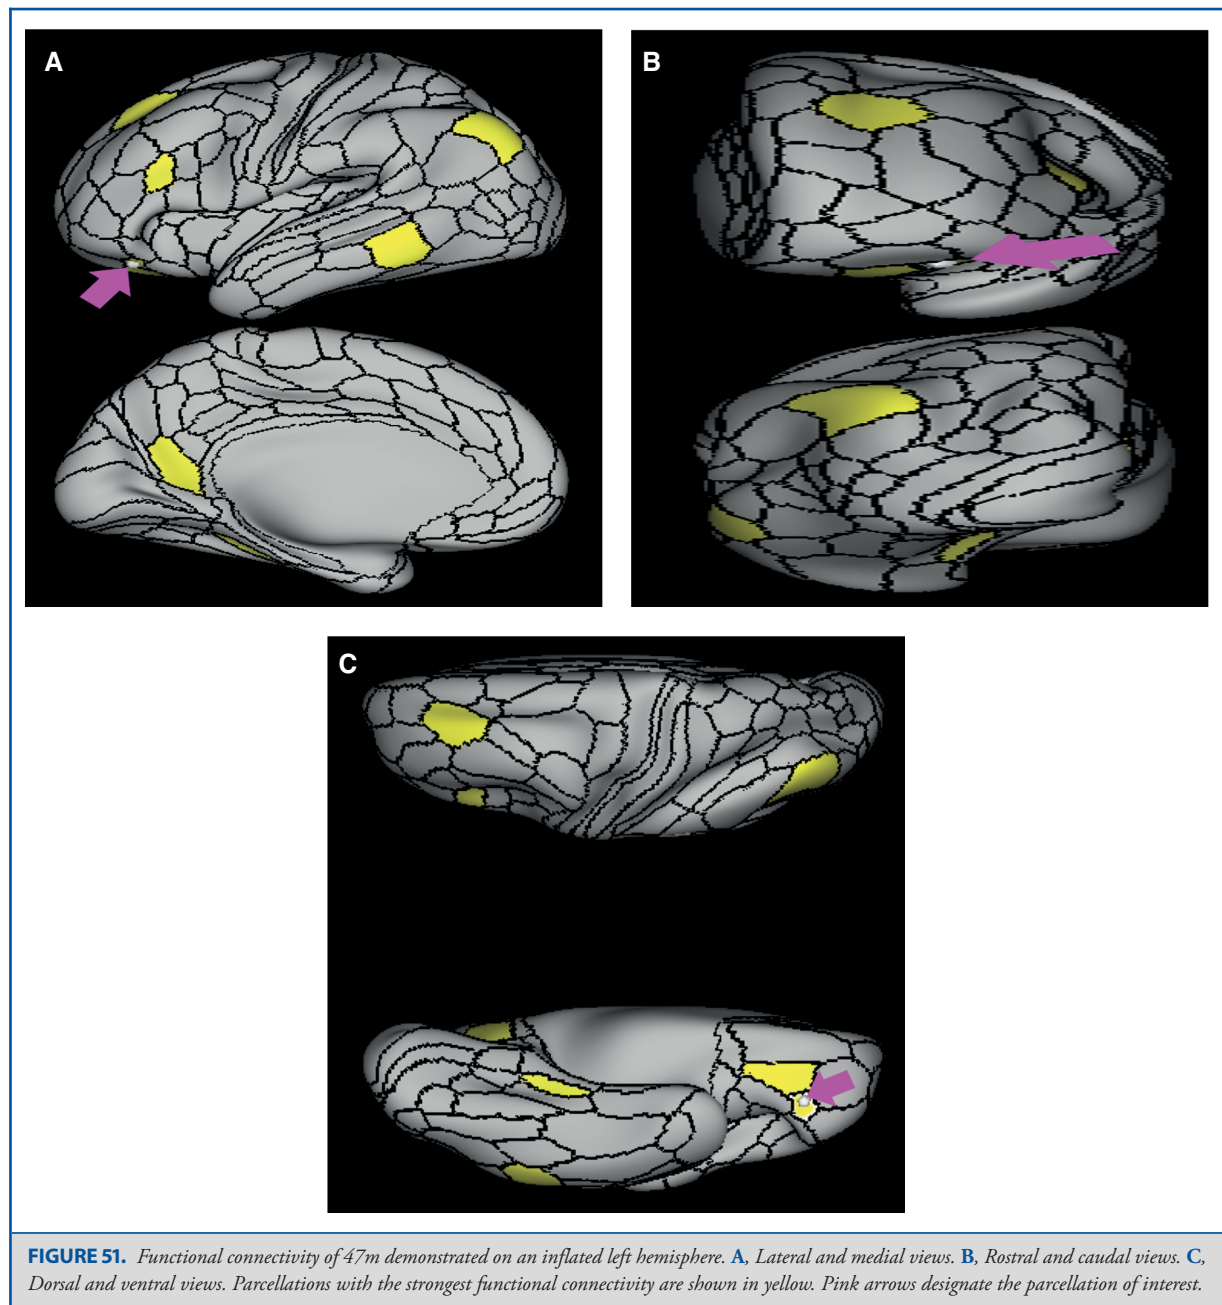 A
B
C
FIGURE 51. Functional connectivity of 47m demonstrated on an inflated left hemisphere. A, Lateral and medial views. B, Rostral and caudal views. C,
Dorsal and ventral views. Parcellations with the strongest functional connectivity are shown in yellow. Pink arrows designate the parcellation of interest.